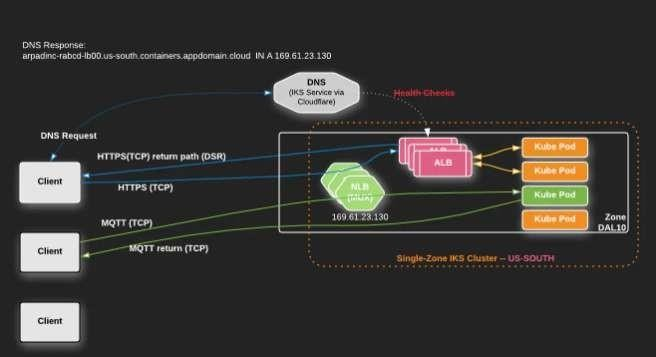 DNS Response:
arpadinc-rabcd-lb00.us-south.containers.appdomain.cloud IN A 169.61.23.130
DNS
(IKS Service via
Cloudflare)
Health Checks
DNS Request
HTTPS(TCP) return path (DSR)
ALB
ALB
Kube Pod
Kube Pod
Client
HTTPS (TCP)
NLB
(MUX)
Kube Pod
169.61.23.130
MQTT (TCP)
Kube Pod
Zone
DAL10
Client
MQTT return (TCP)
Single-Zone IKS Cluster -- US-SOUTH
Client